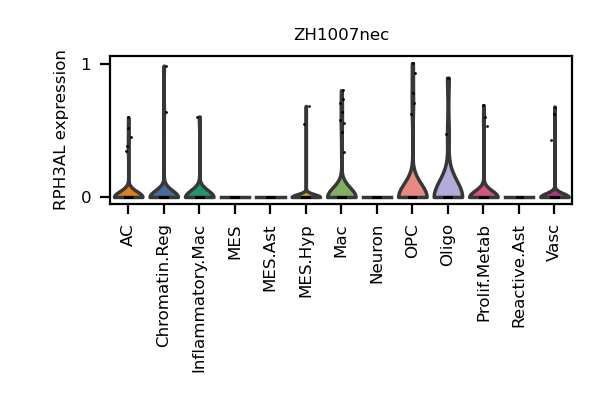 ZH1007nec
RPH3AL expression
1
0
AC
Chromatin.Reg
Inflammatory.Mac
MES
MES.Ast
MES.Hyp
Mac
Neuron
OPC
Oligo
Prolif.Metab
Reactive.Ast
Vasc